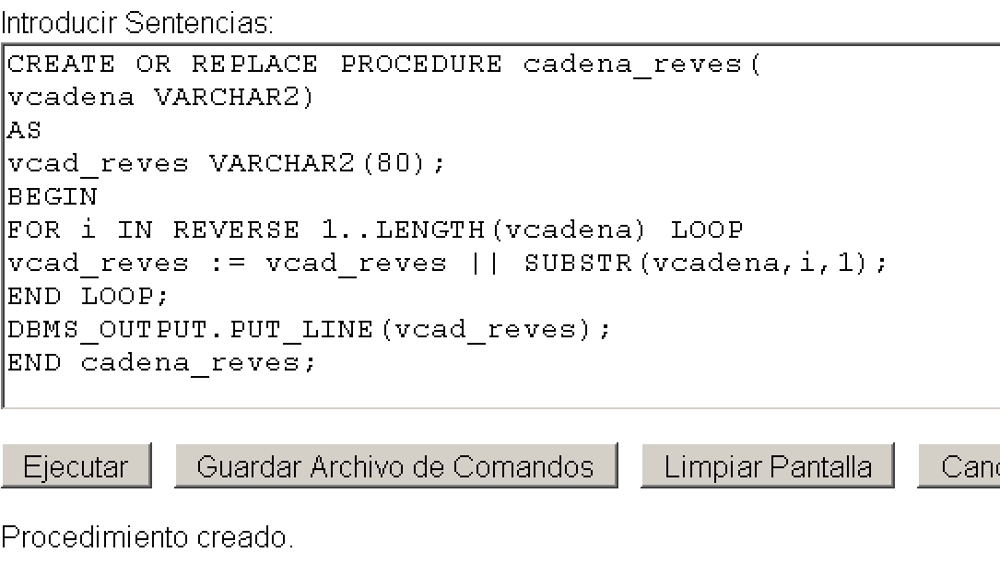 Introducir Sentencias:
CREATE OR REPLACE PROCEDURE cadena_reves(
vcadena VARCHAR2)
AS
vcad_reves VARCHAR2(80);
BEGIN
FOR i IN REVERSE 1..LENGTH(vcadena) LOOP
vcad_reves := vcad_reves || SUBSTR(vcadena,i,1);
END LOOP;
DBMS_OUTPUT.PUT_LINE(vcad_reves);
END cadena_reves;
Ejecutar Guardar Archivo de Comandos Limpiar Pantalla
Procedimiento creado.